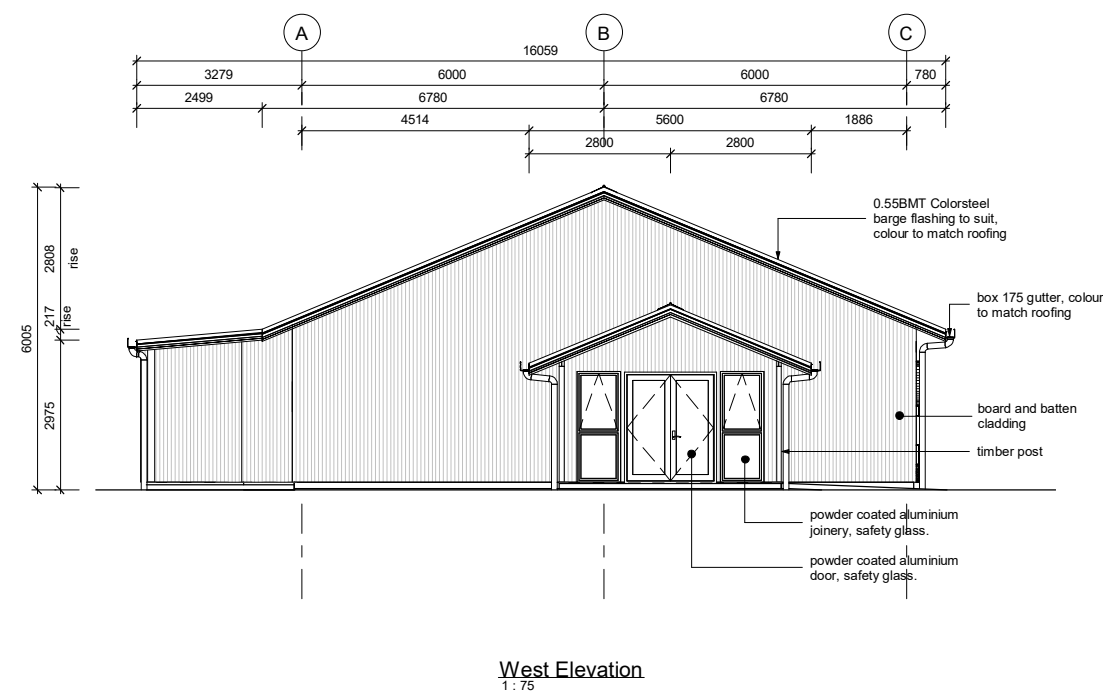 A
B
C
16059
3279
6000
6000
780
2499
6780
6780
4514
5600
1886
2800
2800
6005
2808
rise
217
rise
2975
0.55BMT Colorsteel
barge flashing to suit,
colour to match roofing
box 175 gutter, colour
to match roofing
board and batten
cladding
timber post
powder coated aluminium
joinery, safety glass.
powder coated aluminium
door, safety glass.
West Elevation
1 : 75